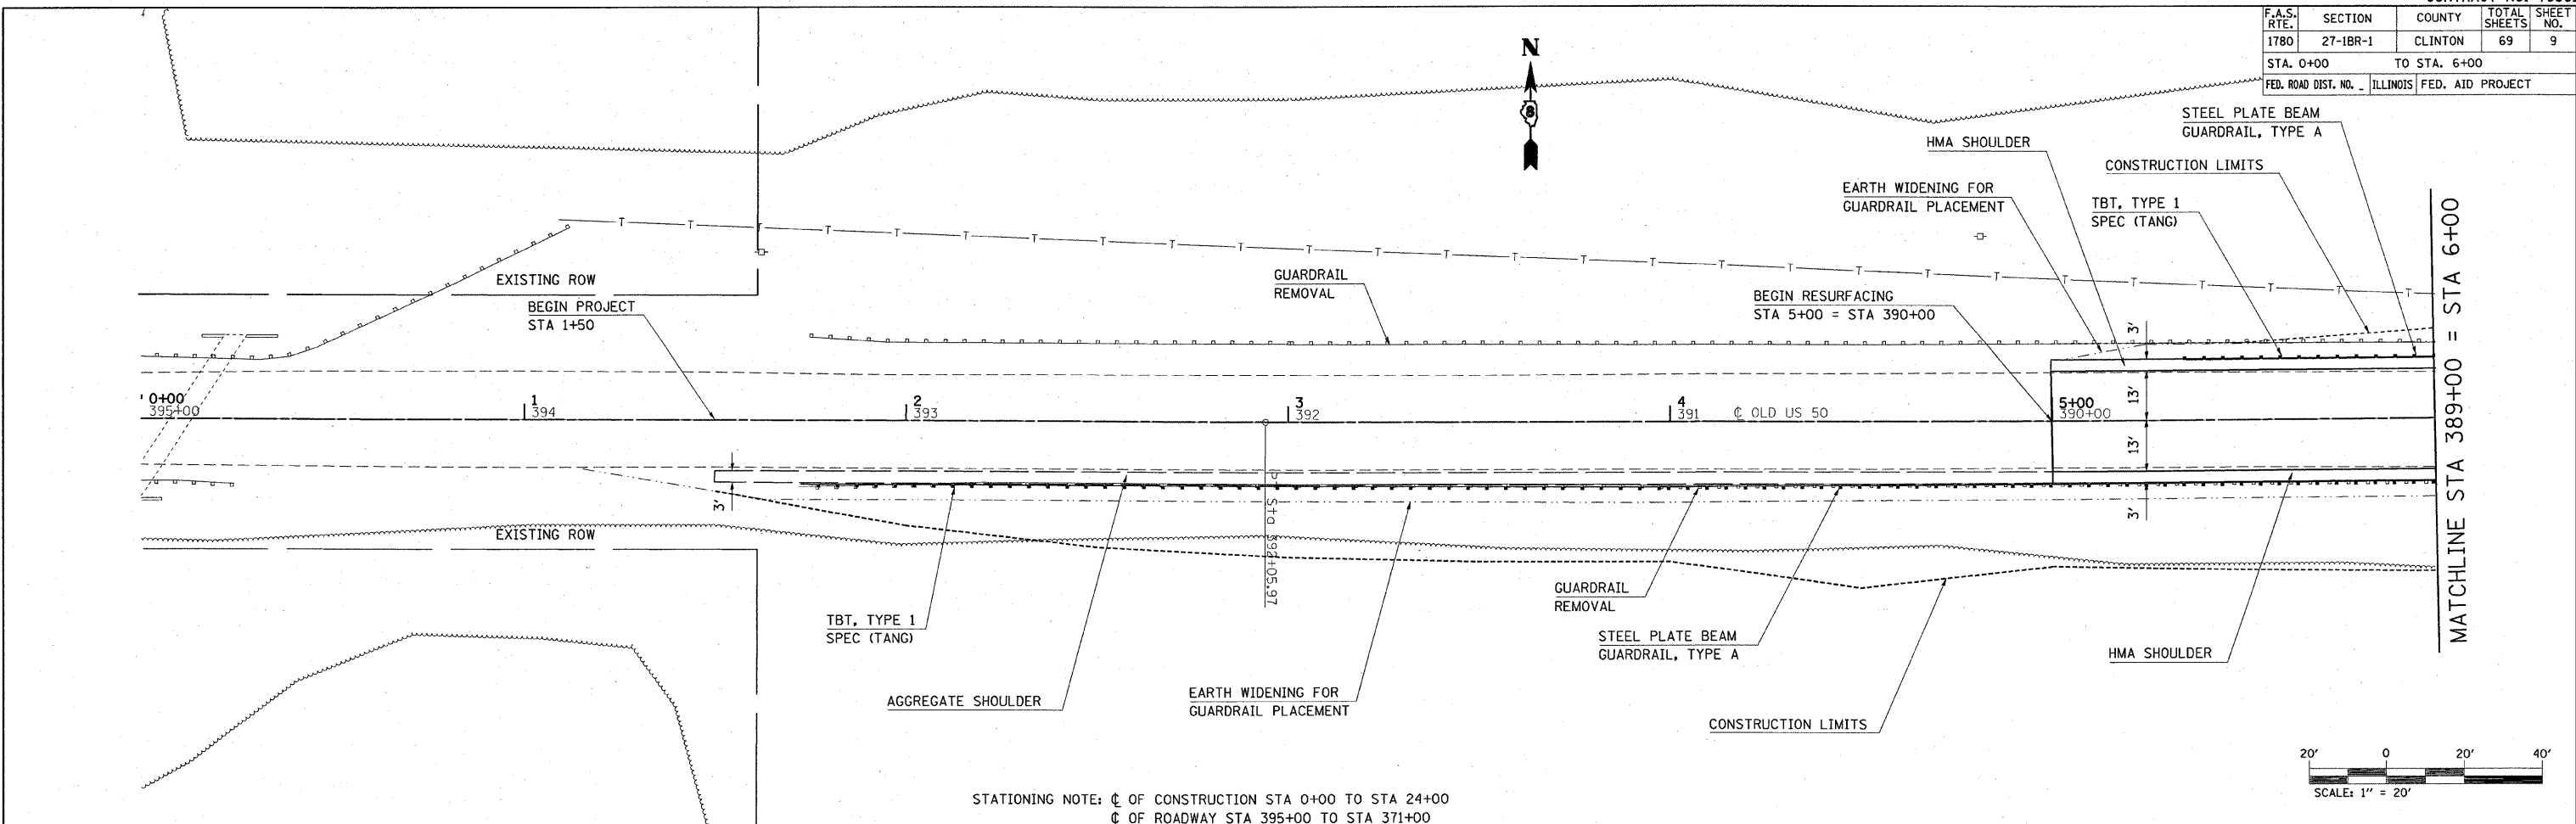 F.A.S. RTE. SECTION COUNTY TOTAL SHEETS SHEET NO.
1780 27-1BR-1 CLINTON 69 9
STA. 0+00 TO STA. 6+00
FED. ROAD DIST. NO. _ ILLINOIS FED. AID PROJECT
N
8
STEEL PLATE BEAM
GUARDRAIL, TYPE A
HMA SHOULDER
CONSTRUCTION LIMITS
EARTH WIDENING FOR
GUARDRAIL PLACEMENT
TBT, TYPE 1
SPEC (TANG)
T T T T T T T T T T T T T T T T T T T T T T T T T T T
EXISTING ROW
GUARDRAIL
REMOVAL
BEGIN PROJECT
STA 1+50
BEGIN RESURFACING
STA 5+00 = STA 390+00
3'
MATCHLINE STA 389+00 = STA 6+00
0+00 1 2 3 4 5+00
395+00 394 393 392 391 ℄ OLD US 50 390+00
13'
13'
3'
3'
P Sta 392+05.97
EXISTING ROW
TBT, TYPE 1
SPEC (TANG)
GUARDRAIL
REMOVAL
STEEL PLATE BEAM
GUARDRAIL, TYPE A
HMA SHOULDER
AGGREGATE SHOULDER
EARTH WIDENING FOR
GUARDRAIL PLACEMENT
CONSTRUCTION LIMITS
20' 0 20' 40'
SCALE: 1" = 20'
STATIONING NOTE: ℄ OF CONSTRUCTION STA 0+00 TO STA 24+00
℄ OF ROADWAY STA 395+00 TO STA 371+00